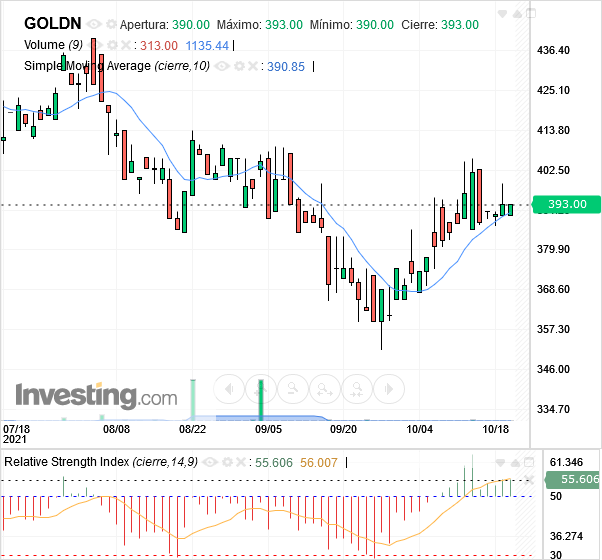 GOLDN Apertura: 390.00 Máximo: 393.00 Mínimo: 390.00 Cierre: 393.00
Volume (9) : 313.00 1135.44
Simple Moving Average (cierre,10) : 390.85
436.40
425.10
413.80
402.50
393.00
379.90
368.60
357.30
346.00
334.70
Investing.com
07/18 08/08 08/22 09/05 09/20 10/04 10/18
2021
Relative Strength Index (cierre,14,9) : 55.606 56.007
61.346
55.606
50
36.274
30